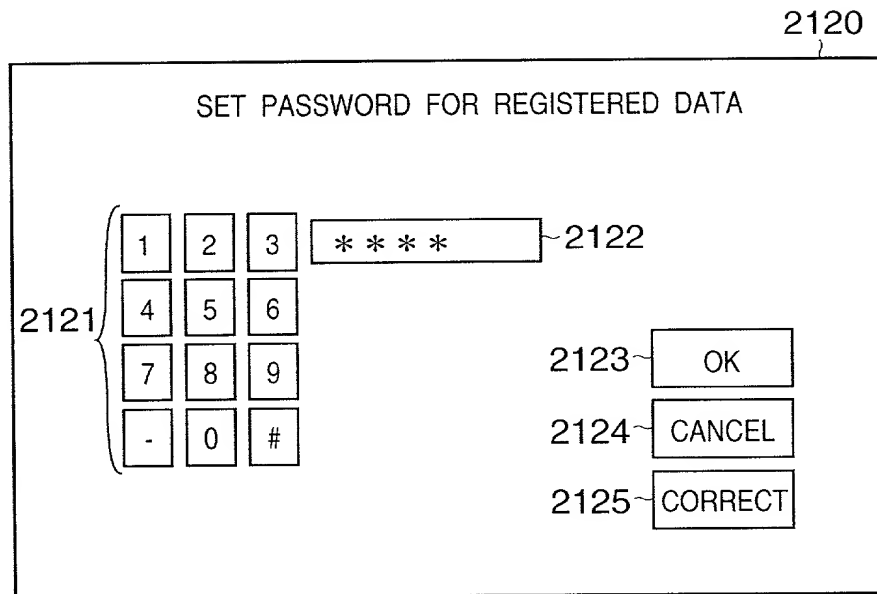 2120
SET PASSWORD FOR REGISTERED DATA
1 2 3 **** 2122
2121 4 5 6
2123 OK
7 8 9
2124 CANCEL
- 0 #
2125 CORRECT